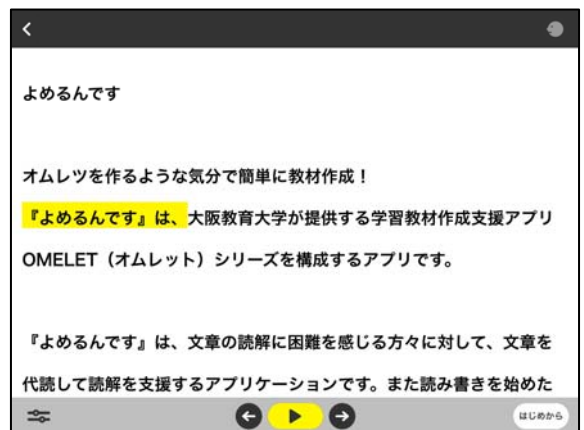 よめるんです
オムレツを作るような気分で簡単に教材作成！
『よめるんです』は、大阪教育大学が提供する学習教材作成支援アプリ
OMELET（オムレット）シリーズを構成するアプリです。
『よめるんです』は、文章の読解に困難を感じる方々に対して、文章を
代読して読解を支援するアプリケーションです。また読み書きを始めた
はじめから